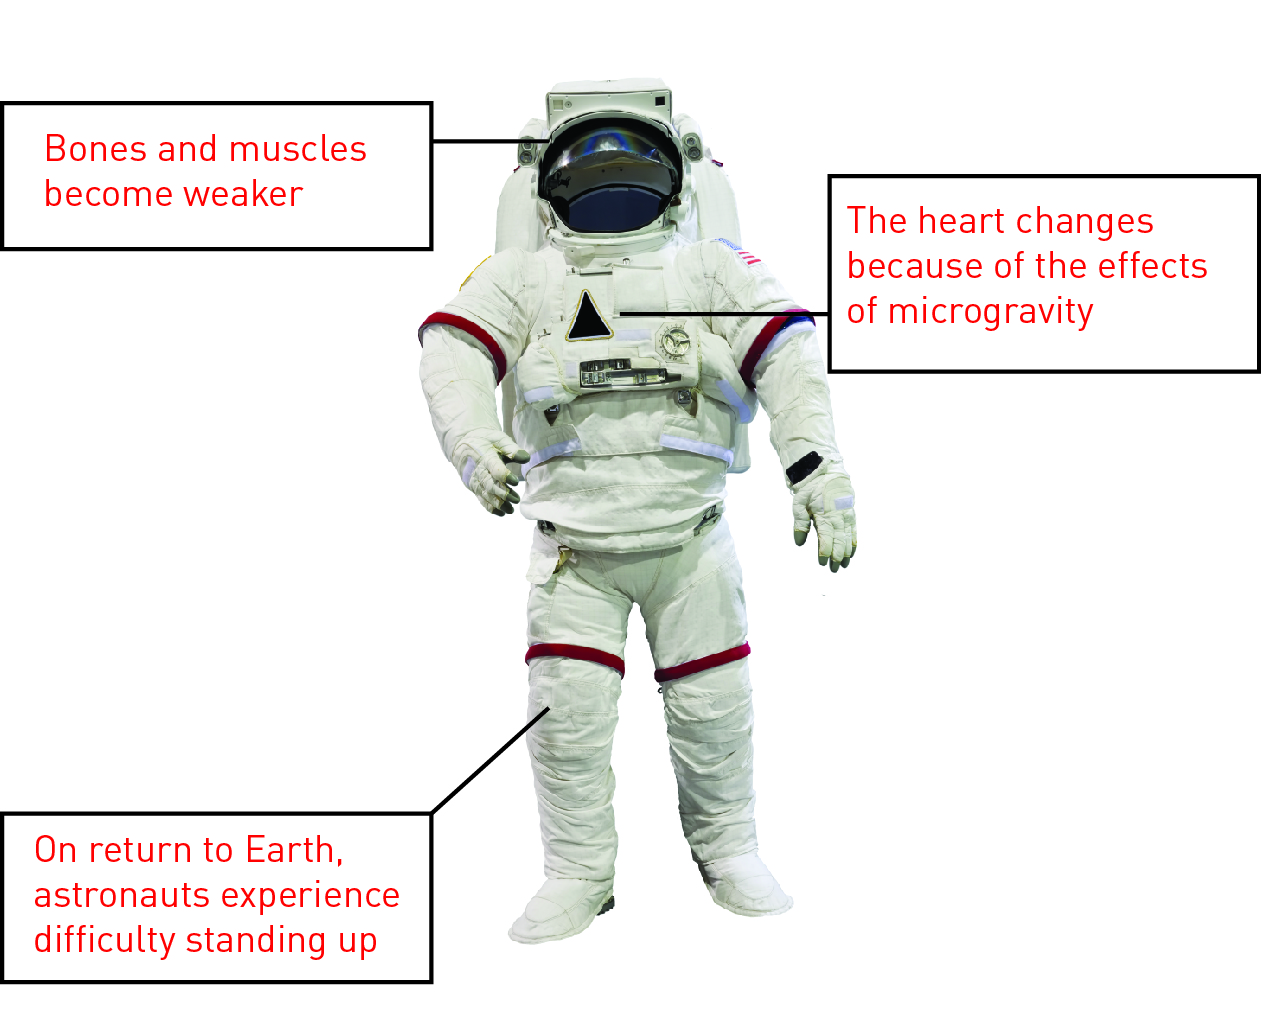 Bones and muscles
become weaker
The heart changes
because of the effects
of microgravity
On return to Earth,
astronauts experience
difficulty standing up